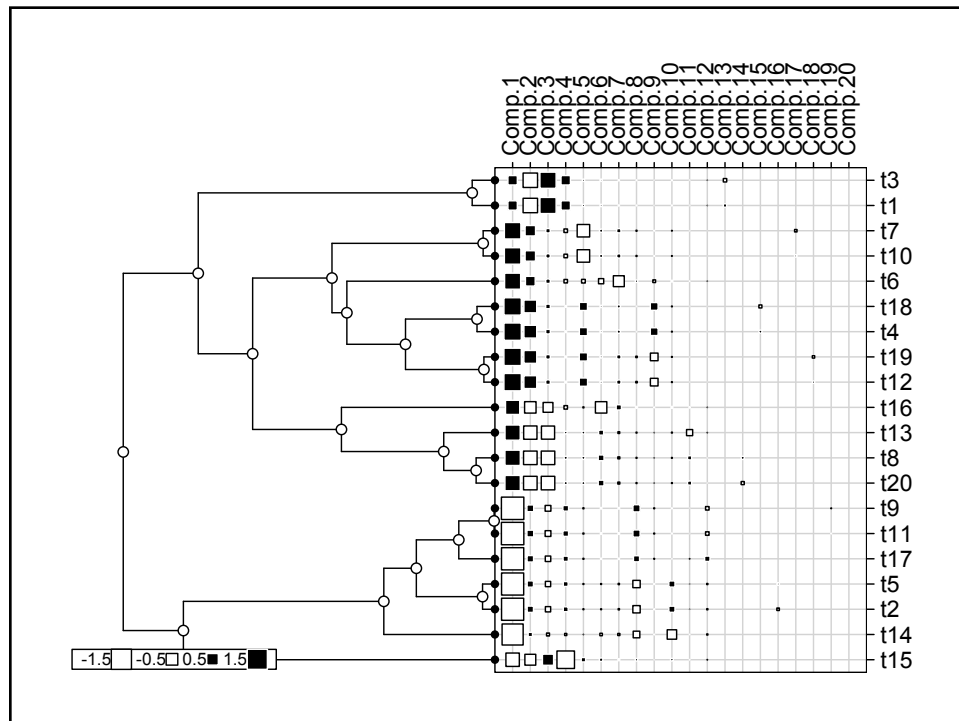 Comp.1
Comp.2
Comp.3
Comp.4
Comp.5
Comp.6
Comp.7
Comp.8
Comp.9
Comp.10
Comp.11
Comp.12
Comp.13
Comp.14
Comp.15
Comp.16
Comp.17
Comp.18
Comp.19
Comp.20
t3
t1
t7
t10
t6
t18
t4
t19
t12
t16
t13
t8
t20
t9
t11
t17
t5
t2
t14
t15
-1.5 -0.5 0.5 1.5